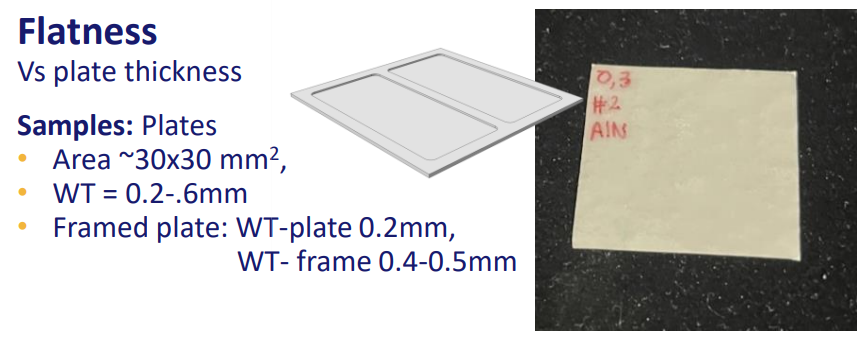 Flatness
Vs plate thickness
Samples: Plates
• Area ~30x30 mm²,
• WT = 0.2-.6mm
• Framed plate: WT-plate 0.2mm,
WT- frame 0.4-0.5mm
0,3
#2
AlN